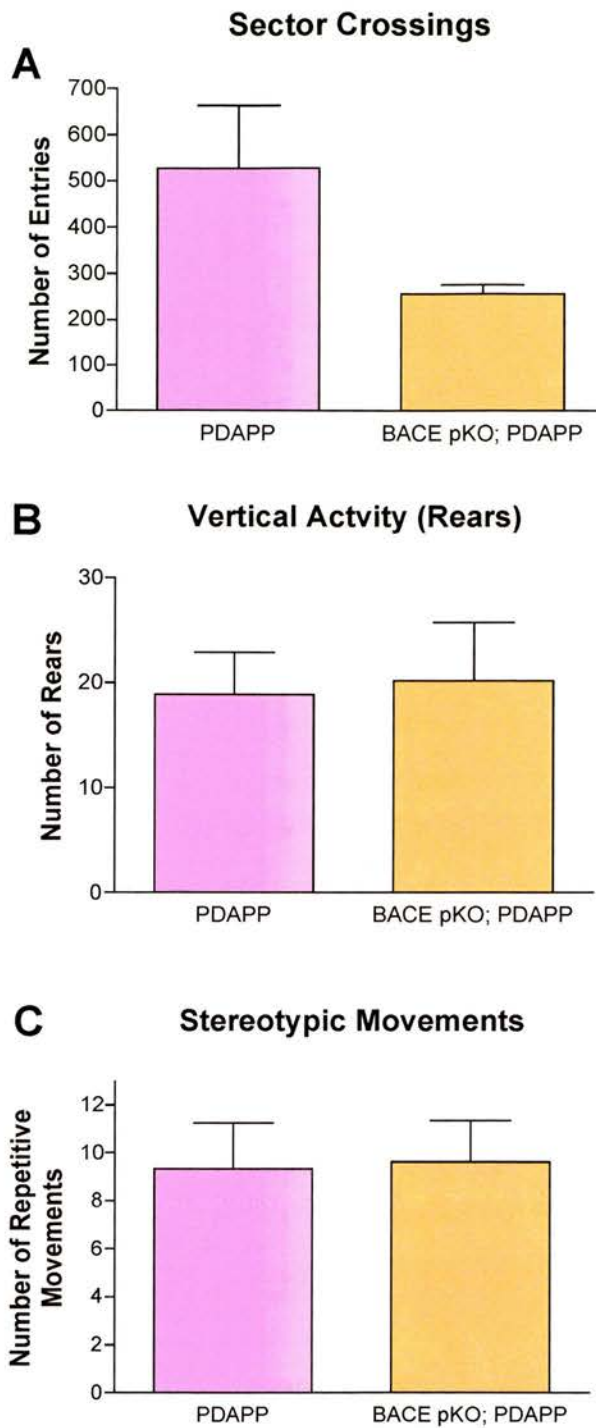 Sector Crossings
A
Number of Entries
700
600
500
400
300
200
100
0
PDAPP
BACE pKO; PDAPP
B
Vertical Actvity (Rears)
Number of Rears
30
20
10
0
PDAPP
BACE pKO; PDAPP
C
Stereotypic Movements
Number of Repetitive
Movements
12
10
8
6
4
2
0
PDAPP
BACE pKO; PDAPP